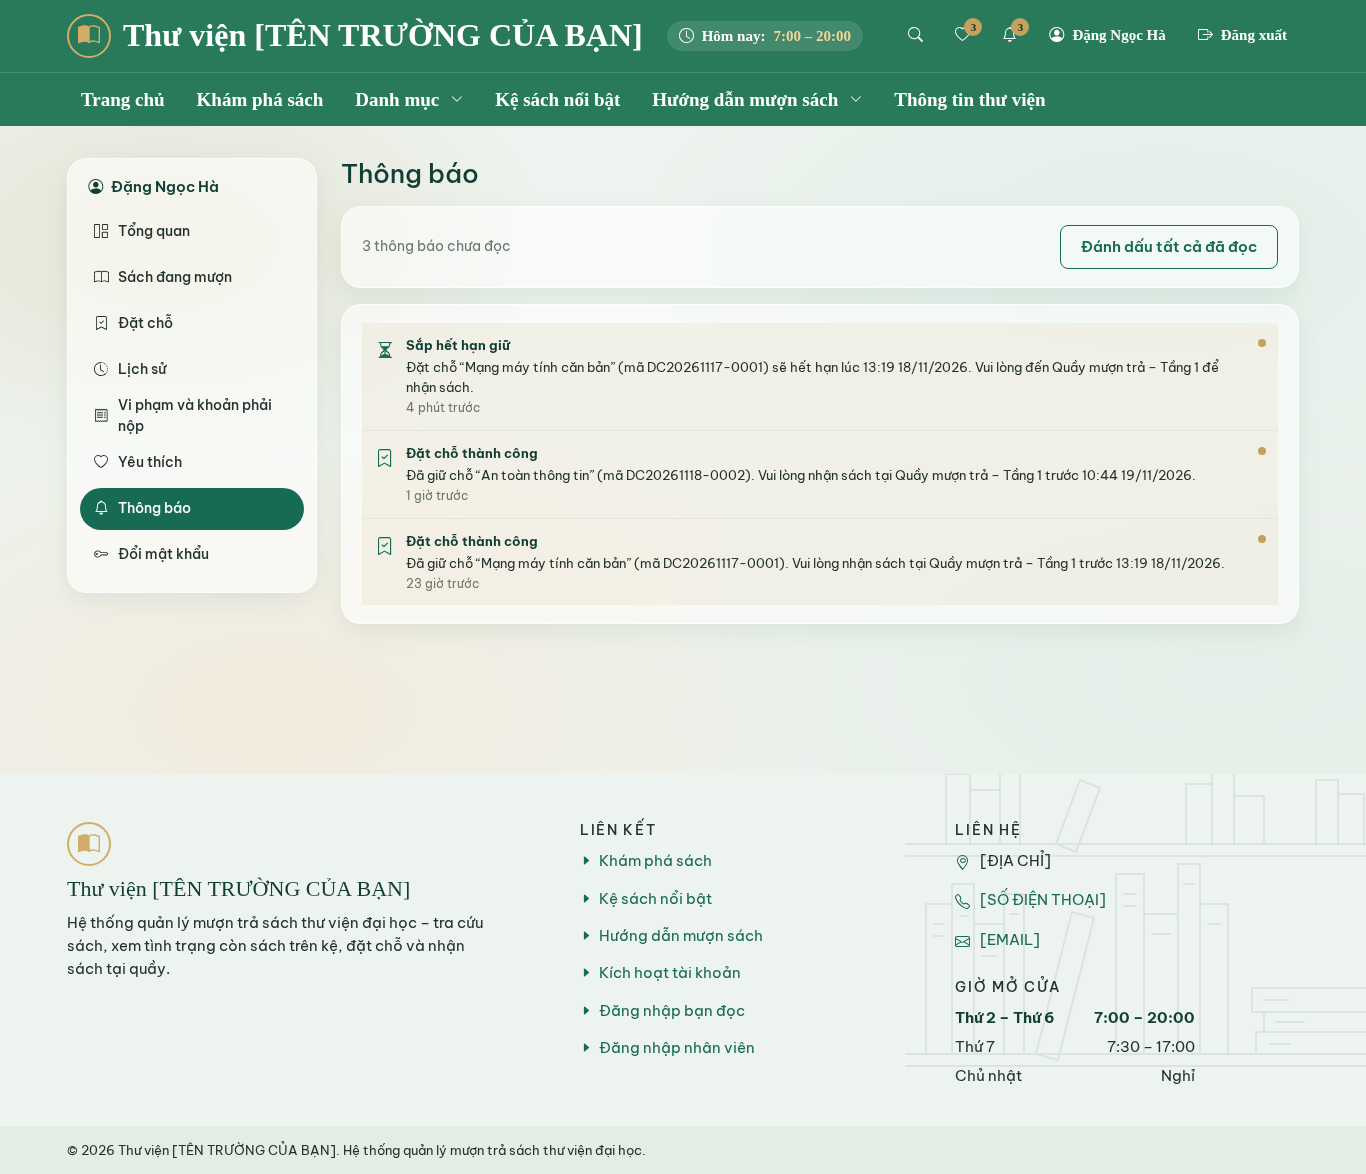 Thư viện [TÊN TRƯỜNG CỦA BẠN]
Hôm nay: 7:00 – 20:00
3
3
Đặng Ngọc Hà
Đăng xuất
Trang chủ
Khám phá sách
Danh mục
Kệ sách nổi bật
Hướng dẫn mượn sách
Thông tin thư viện
Đặng Ngọc Hà
Tổng quan
Sách đang mượn
Đặt chỗ
Lịch sử
Vi phạm và khoản phải
nộp
Yêu thích
Thông báo
Đổi mật khẩu
Thông báo
3 thông báo chưa đọc
Đánh dấu tất cả đã đọc
Sắp hết hạn giữ
Đặt chỗ “Mạng máy tính căn bản” (mã DC20261117-0001) sẽ hết hạn lúc 13:19 18/11/2026. Vui lòng đến Quầy mượn trả – Tầng 1 để
nhận sách.
4 phút trước
Đặt chỗ thành công
Đã giữ chỗ “An toàn thông tin” (mã DC20261118-0002). Vui lòng nhận sách tại Quầy mượn trả – Tầng 1 trước 10:44 19/11/2026.
1 giờ trước
Đặt chỗ thành công
Đã giữ chỗ “Mạng máy tính căn bản” (mã DC20261117-0001). Vui lòng nhận sách tại Quầy mượn trả – Tầng 1 trước 13:19 18/11/2026.
23 giờ trước
Thư viện [TÊN TRƯỜNG CỦA BẠN]
Hệ thống quản lý mượn trả sách thư viện đại học – tra cứu
sách, xem tình trạng còn sách trên kệ, đặt chỗ và nhận
sách tại quầy.
LIÊN KẾT
Khám phá sách
Kệ sách nổi bật
Hướng dẫn mượn sách
Kích hoạt tài khoản
Đăng nhập bạn đọc
Đăng nhập nhân viên
LIÊN HỆ
[ĐỊA CHỈ]
[SỐ ĐIỆN THOẠI]
[EMAIL]
GIỜ MỞ CỬA
Thứ 2 – Thứ 6 7:00 – 20:00
Thứ 7 7:30 – 17:00
Chủ nhật Nghỉ
© 2026 Thư viện [TÊN TRƯỜNG CỦA BẠN]. Hệ thống quản lý mượn trả sách thư viện đại học.